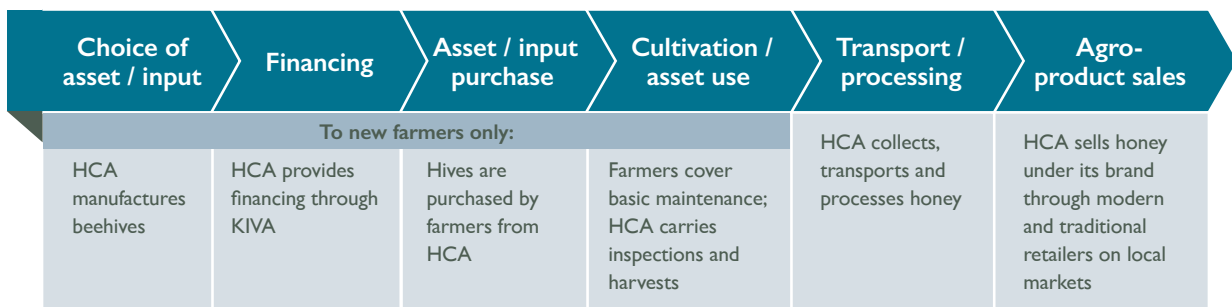 Choice of
asset / input
Financing
Asset / input
purchase
Cultivation /
asset use
Transport /
processing
Agro-
product sales
To new farmers only:
HCA
manufactures
beehives
HCA provides
financing through
KIVA
Hives are
purchased by
farmers from
HCA
Farmers cover
basic maintenance;
HCA carries
inspections and
harvests
HCA collects,
transports and
processes honey
HCA sells honey
under its brand
through modern
and traditional
retailers on local
markets